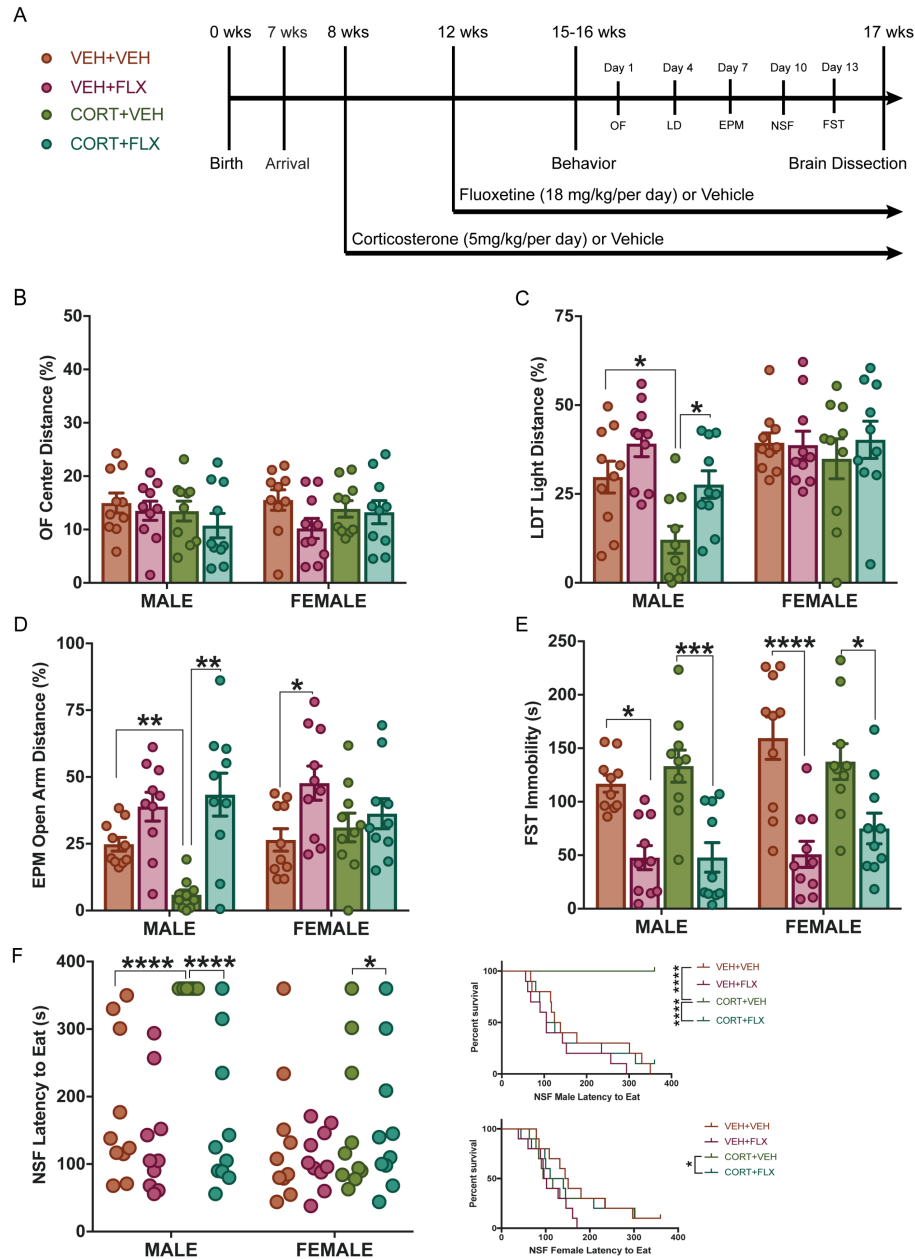 A
0 wks 7 wks 8 wks 12 wks 15-16 wks 17 wks
VEH+VEH
VEH+FLX
CORT+VEH
CORT+FLX
Day 1 Day 4 Day 7 Day 10 Day 13
OF LD EPM NSF FST
Birth Arrival Behavior Brain Dissection
Fluoxetine (18 mg/kg/per day) or Vehicle
Corticosterone (5mg/kg/per day) or Vehicle
B
OF Center Distance (%)
50
40
30
20
10
0
MALE FEMALE
C
LDT Light Distance (%)
75
50
25
0
* *
MALE FEMALE
D
EPM Open Arm Distance (%)
100
75
50
25
0
** ** *
MALE FEMALE
E
FST Immobility (s)
250
200
150
100
50
0
* *** **** *
MALE FEMALE
F
NSF Latency to Eat (s)
400
350
300
250
200
150
100
50
0
**** **** *
MALE FEMALE
Percent survival
100
50
0
0 100 200 300 400
NSF Male Latency to Eat
VEH+VEH
VEH+FLX
CORT+VEH
CORT+FLX
****
****
Percent survival
100
50
0
0 100 200 300 400
NSF Female Latency to Eat
VEH+VEH
VEH+FLX
CORT+VEH
CORT+FLX
*